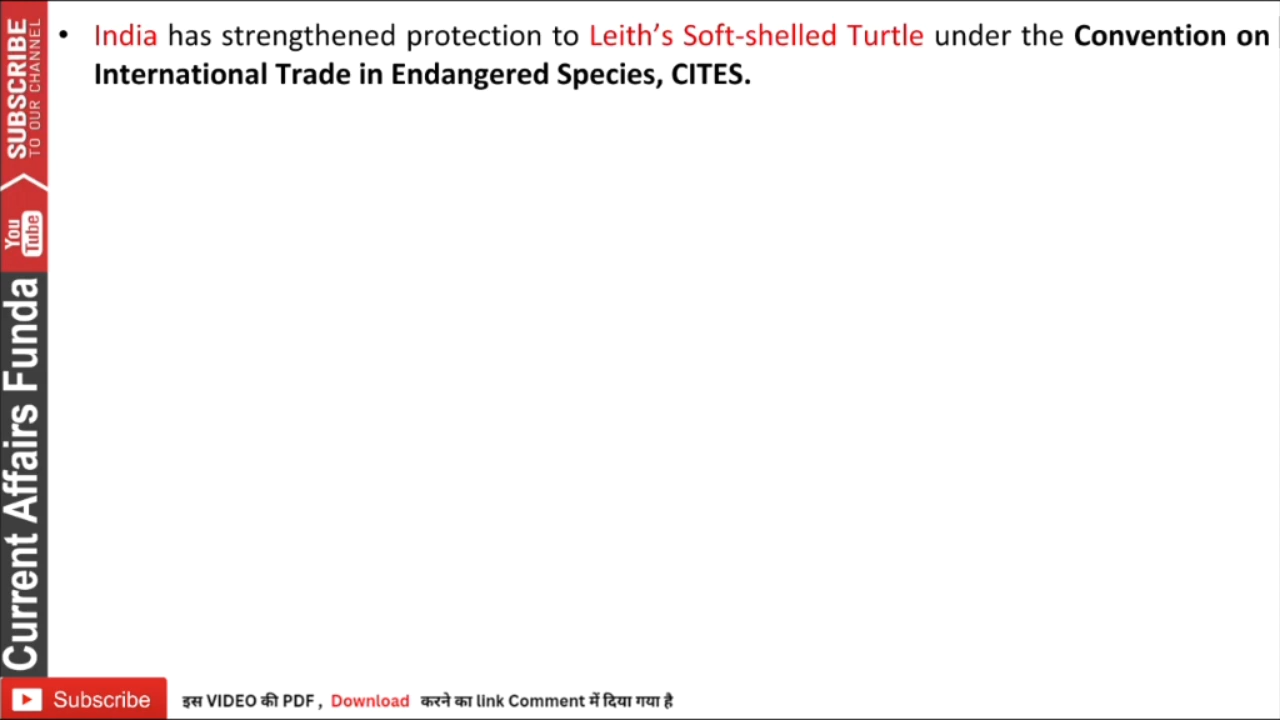 • India has strengthened protection to Leith’s Soft-shelled Turtle under the Convention on
International Trade in Endangered Species, CITES.
SUBSCRIBE
TO OUR CHANNEL
You
Tube
Current Affairs Funda
Subscribe
इस VIDEO की PDF , Download करने का link Comment में दिया गया है